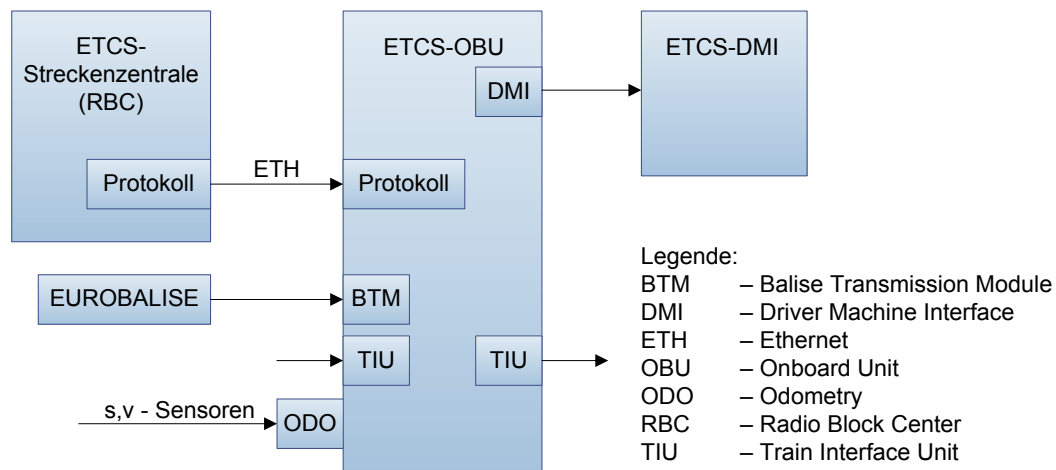 ETCS-
Streckenzentrale
(RBC)
Protokoll
ETH
ETCS-OBU
DMI
Protokoll
ETCS-DMI
EUROBALISE
BTM
TIU
TIU
s,v - Sensoren
ODO
Legende:
BTM – Balise Transmission Module
DMI – Driver Machine Interface
ETH – Ethernet
OBU – Onboard Unit
ODO – Odometry
RBC – Radio Block Center
TIU – Train Interface Unit